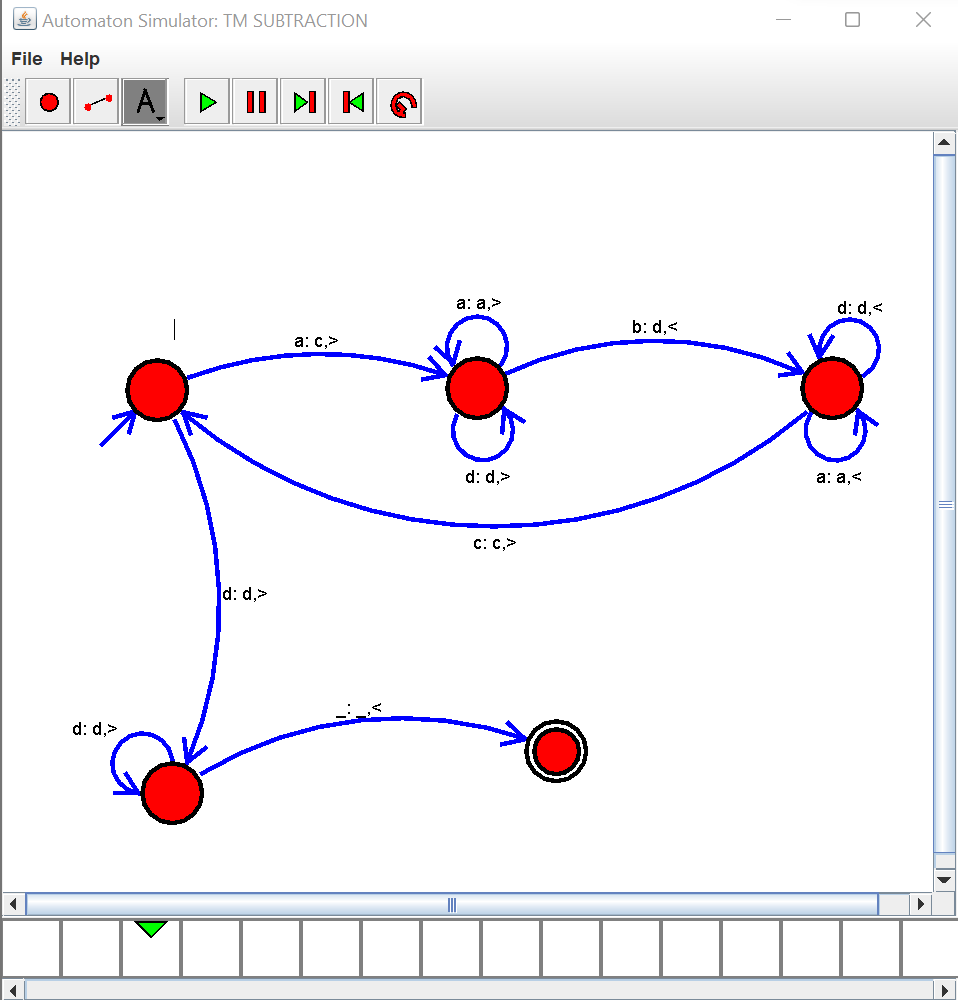 Automaton Simulator: TM SUBTRACTION
File Help
A
a: a,>
d: d,<
b: d,<
a: c,>
d: d,>
a: a,<
c: c,>
d: d,>
_: _,<
d: d,>